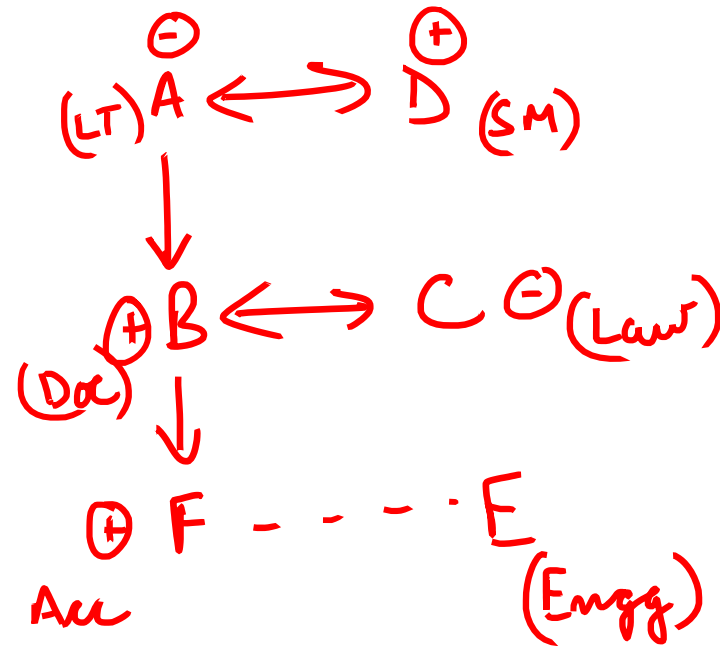 ⊖ ⊕
(LT) A ⟷ D (SM)
⊕ B ⟷ C ⊖ (Law)
(Doc)
⊕ F - - - - E
Acc (Engg)